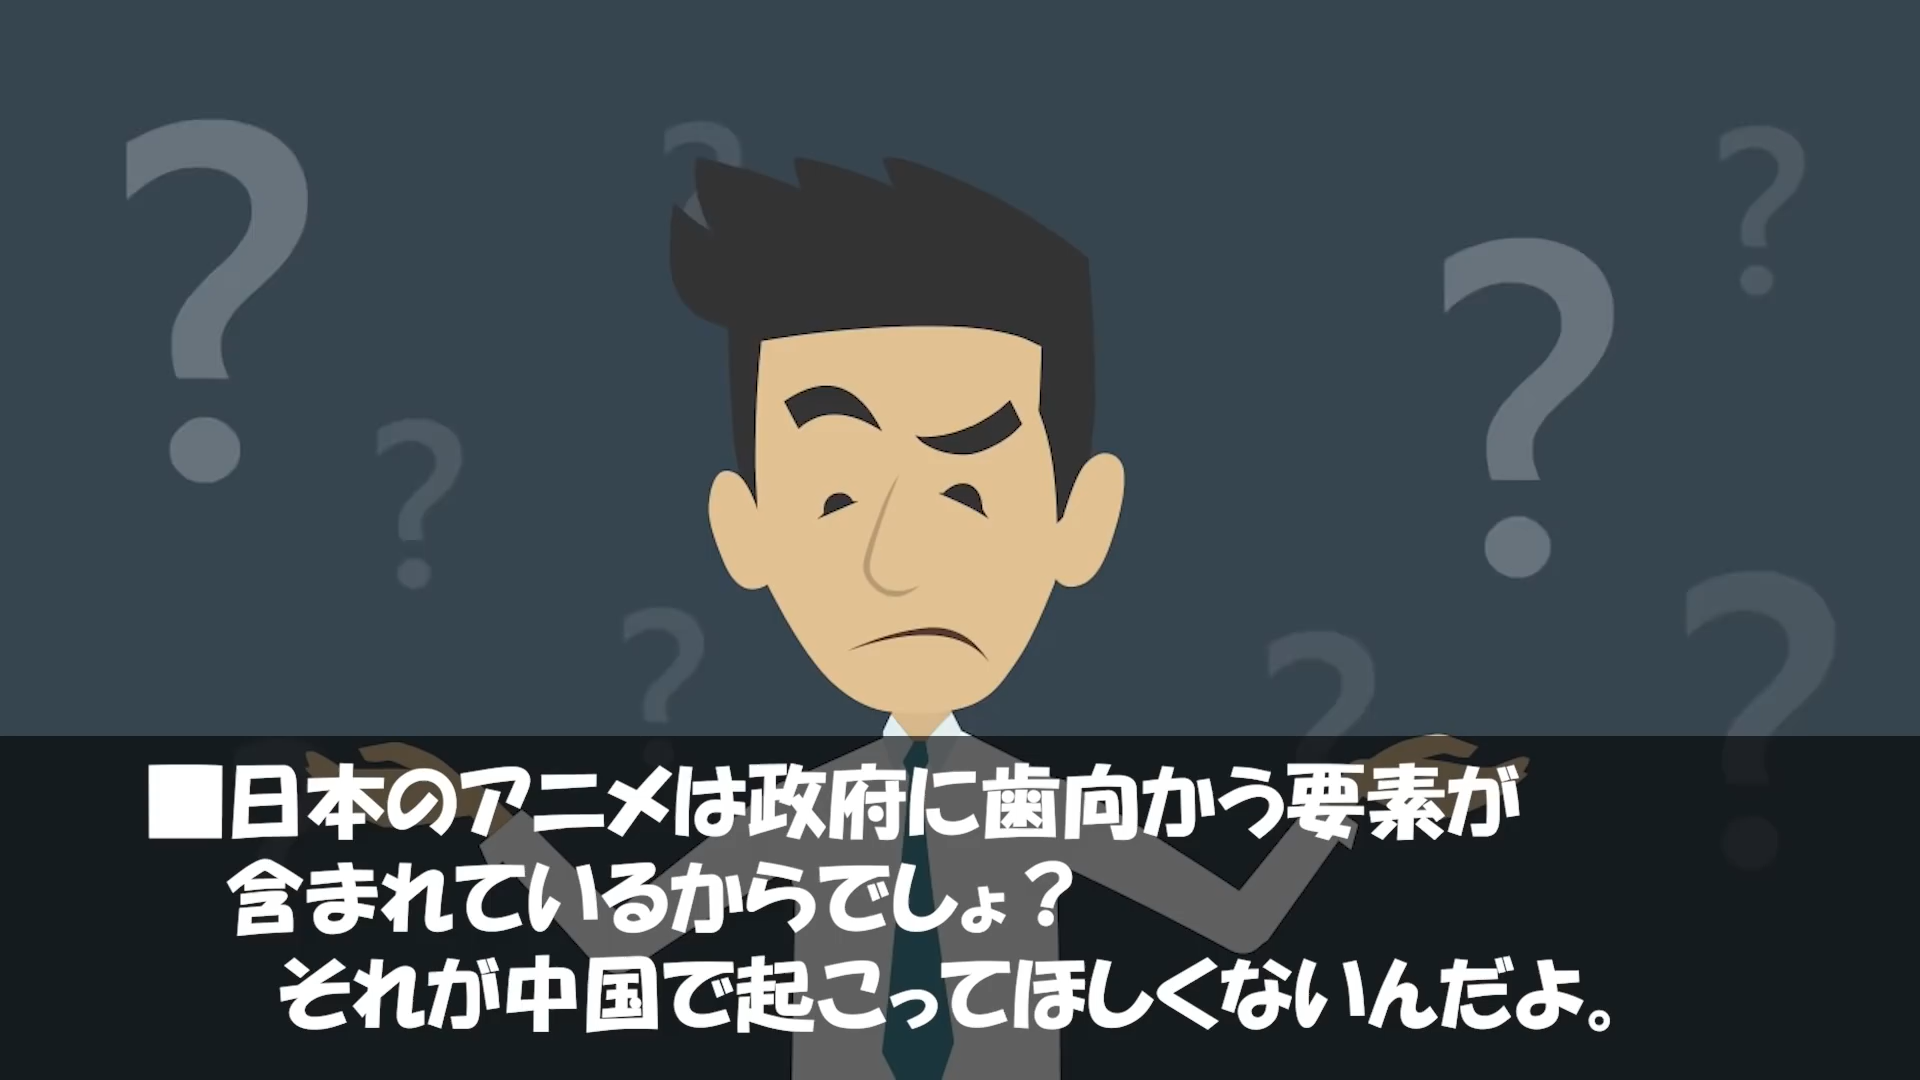 ■日本のアニメは政府に歯向かう要素が
含まれているからでしょ？
それが中国で起こってほしくないんだよ。